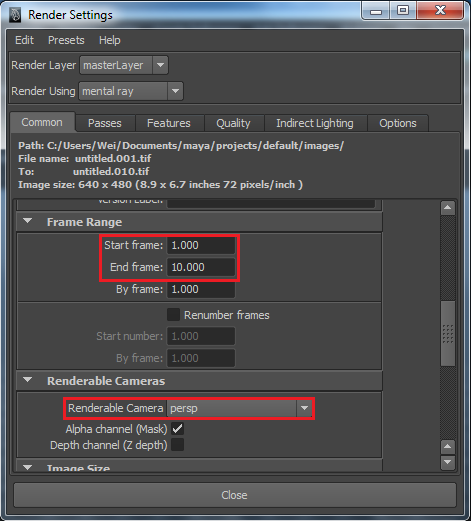 Render Settings
Edit Presets Help
Render Layer masterLayer
Render Using mental ray
Common Passes Features Quality Indirect Lighting Options
Path: C:/Users/Wei/Documents/maya/projects/default/images/
File name: untitled.001.tif
To: untitled.010.tif
Image size: 640 x 480 (8.9 x 6.7 inches 72 pixels/inch )
Version Label:
Frame Range
Start frame: 1.000
End frame: 10.000
By frame: 1.000
Renumber frames
Start number: 1.000
By frame: 1.000
Renderable Cameras
Renderable Camera persp
Alpha channel (Mask)
Depth channel (Z depth)
Image Size
Close